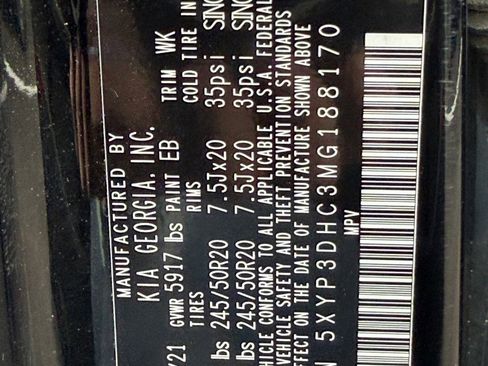 MANUFACTURED BY
KIA GEORGIA, INC.
Y21 GVWR 5917 lbs PAINT EB TRIM WK
TIRES RIMS COLD TIRE IN
lbs 245/50R20 7.5Jx20 35psi SING
lbs 245/50R20 7.5Jx20 35psi SING
HICLE CONFORMS TO ALL APPLICABLE U.S.A. FEDERAL
VEHICLE SAFETY AND THEFT PREVENTION STANDARDS
EFFECT ON THE DATE OF MANUFACTURE SHOWN ABOVE
N 5XYP3DHC3MG188170
MPV